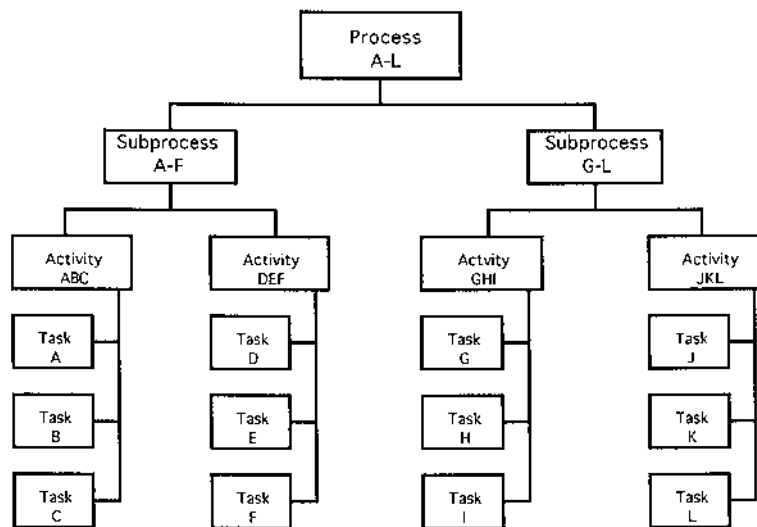 Process
A-L
Subprocess
A-F
Subprocess
G-L
Activity
ABC
Activity
DEF
Activity
GHI
Activity
JKL
Task
A
Task
D
Task
G
Task
J
Task
B
Task
E
Task
H
Task
K
Task
C
Task
F
Task
I
Task
L